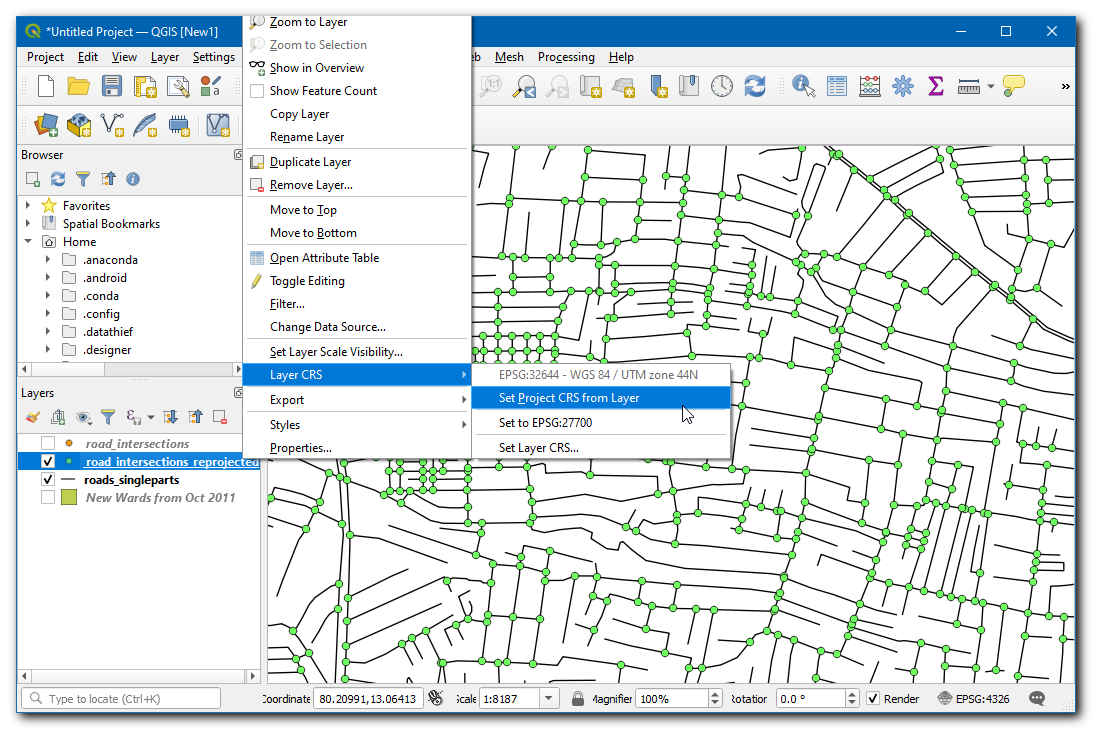 *Untitled Project — QGIS [New1]
Project Edit View Layer Settings
Mesh Processing Help
Zoom to Layer
Zoom to Selection
Show in Overview
Show Feature Count
Copy Layer
Rename Layer
Duplicate Layer
Remove Layer...
Move to Top
Move to Bottom
Open Attribute Table
Toggle Editing
Filter...
Change Data Source...
Set Layer Scale Visibility...
Layer CRS
Export
Styles
Properties...
EPSG:32644 - WGS 84 / UTM zone 44N
Set Project CRS from Layer
Set to EPSG:27700
Set Layer CRS...
Browser
Favorites
Spatial Bookmarks
Home
.anaconda
.android
.conda
.config
.datathief
.designer
Layers
road_intersections
road_intersections_reprojected
roads_singleparts
New Wards from Oct 2011
Type to locate (Ctrl+K)
Coordinate 80.20991,13.06413 Scale 1:8187 Magnifier 100% Rotation 0.0 ° Render EPSG:4326